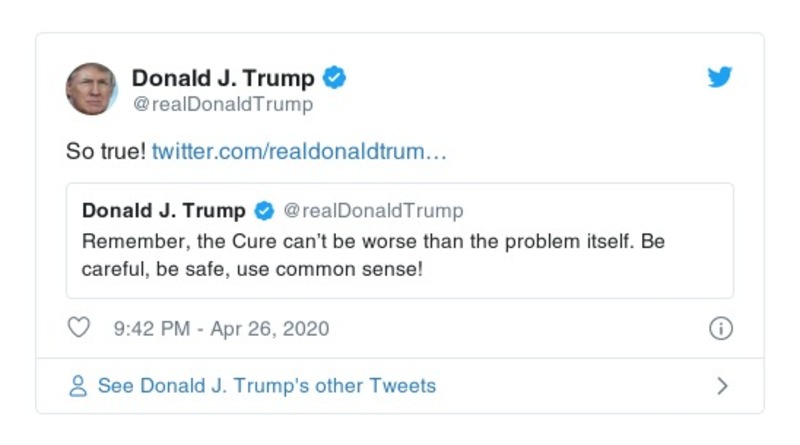 Donald J. Trump
@realDonaldTrump
So true! twitter.com/realdonaldtrum…
Donald J. Trump @realDonaldTrump
Remember, the Cure can’t be worse than the problem itself. Be
careful, be safe, use common sense!
9:42 PM - Apr 26, 2020
See Donald J. Trump's other Tweets